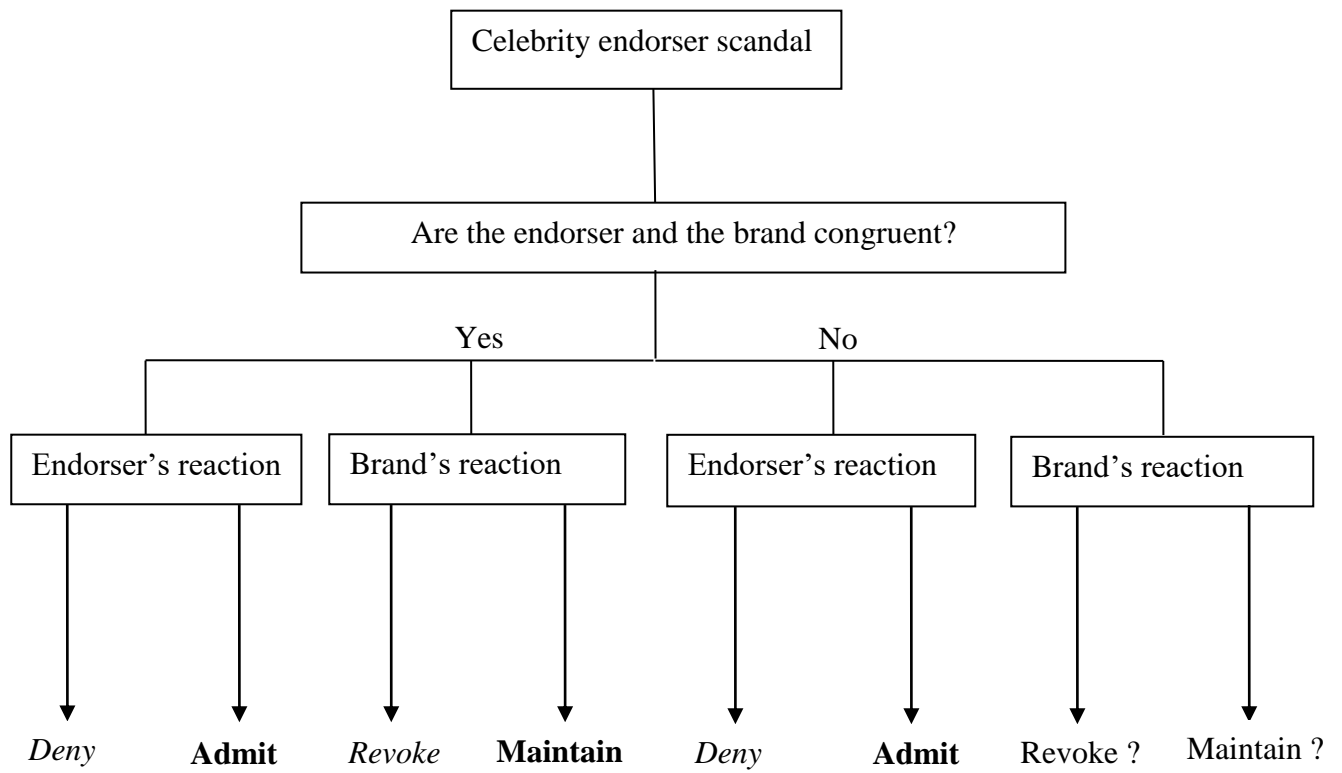 Celebrity endorser scandal
Are the endorser and the brand congruent?
Yes
No
Endorser’s reaction
Brand’s reaction
Endorser’s reaction
Brand’s reaction
Deny
Admit
Revoke
Maintain
Deny
Admit
Revoke ?
Maintain ?